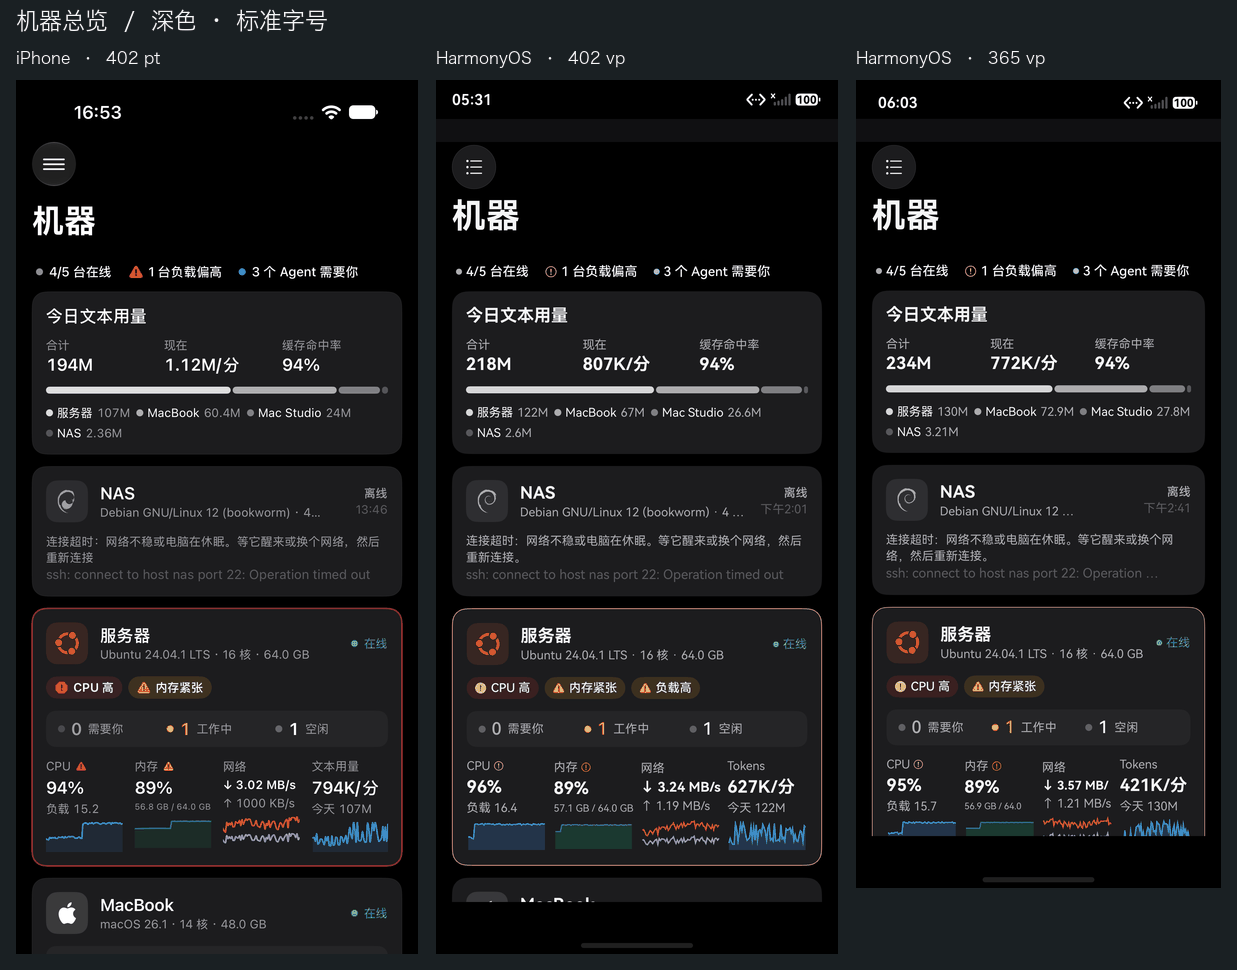 机器总览 / 深色 · 标准字号
iPhone · 402 pt
16:53
机器
4/5 台在线 1 台负载偏高 3 个 Agent 需要你
今日文本用量
合计 现在 缓存命中率
194M 1.12M/分 94%
服务器 107M MacBook 60.4M Mac Studio 24M
NAS 2.36M
NAS 离线
Debian GNU/Linux 12 (bookworm) · 4... 13:46
连接超时：网络不稳或电脑在休眠。等它醒来或换个网络，然后
重新连接
ssh: connect to host nas port 22: Operation timed out
服务器 在线
Ubuntu 24.04.1 LTS · 16 核 · 64.0 GB
CPU 高 内存紧张
0 需要你 1 工作中 1 空闲
CPU 内存 网络 文本用量
94% 89% ↓ 3.02 MB/s 794K/分
负载 15.2 56.8 GB / 64.0 GB ↑ 1000 KB/s 今天 107M
MacBook 在线
macOS 26.1 · 14 核 · 48.0 GB
HarmonyOS · 402 vp
05:31 100
机器
4/5 台在线 1 台负载偏高 3 个 Agent 需要你
今日文本用量
合计 现在 缓存命中率
218M 807K/分 94%
服务器 122M MacBook 67M Mac Studio 26.6M
NAS 2.6M
NAS 离线
Debian GNU/Linux 12 (bookworm) · 4 ... 下午2:01
连接超时：网络不稳或电脑在休眠。等它醒来或换个网络，然后
重新连接。
ssh: connect to host nas port 22: Operation timed out
服务器 在线
Ubuntu 24.04.1 LTS · 16 核 · 64.0 GB
CPU 高 内存紧张 负载高
0 需要你 1 工作中 1 空闲
CPU 内存 网络 Tokens
96% 89% ↓ 3.24 MB/s 627K/分
负载 16.4 57.1 GB / 64.0 GB ↑ 1.19 MB/s 今天 122M
MacBook
HarmonyOS · 365 vp
06:03 100
机器
4/5 台在线 1 台负载偏高 3 个 Agent 需要你
今日文本用量
合计 现在 缓存命中率
234M 772K/分 94%
服务器 130M MacBook 72.9M Mac Studio 27.8M
NAS 3.21M
NAS 离线
Debian GNU/Linux 12 ... 下午2:41
连接超时：网络不稳或电脑在休眠。等它醒来或换个网
络，然后重新连接。
ssh: connect to host nas port 22: Operation ...
服务器 在线
Ubuntu 24.04.1 LTS · 16 核 · 64.0 GB
CPU 高 内存紧张
0 需要你 1 工作中 1 空闲
CPU 内存 网络 Tokens
95% 89% ↓ 3.57 MB/ 421K/分
负载 15.7 56.9 GB / 64.0 ↑ 1.21 MB/s 今天 130M